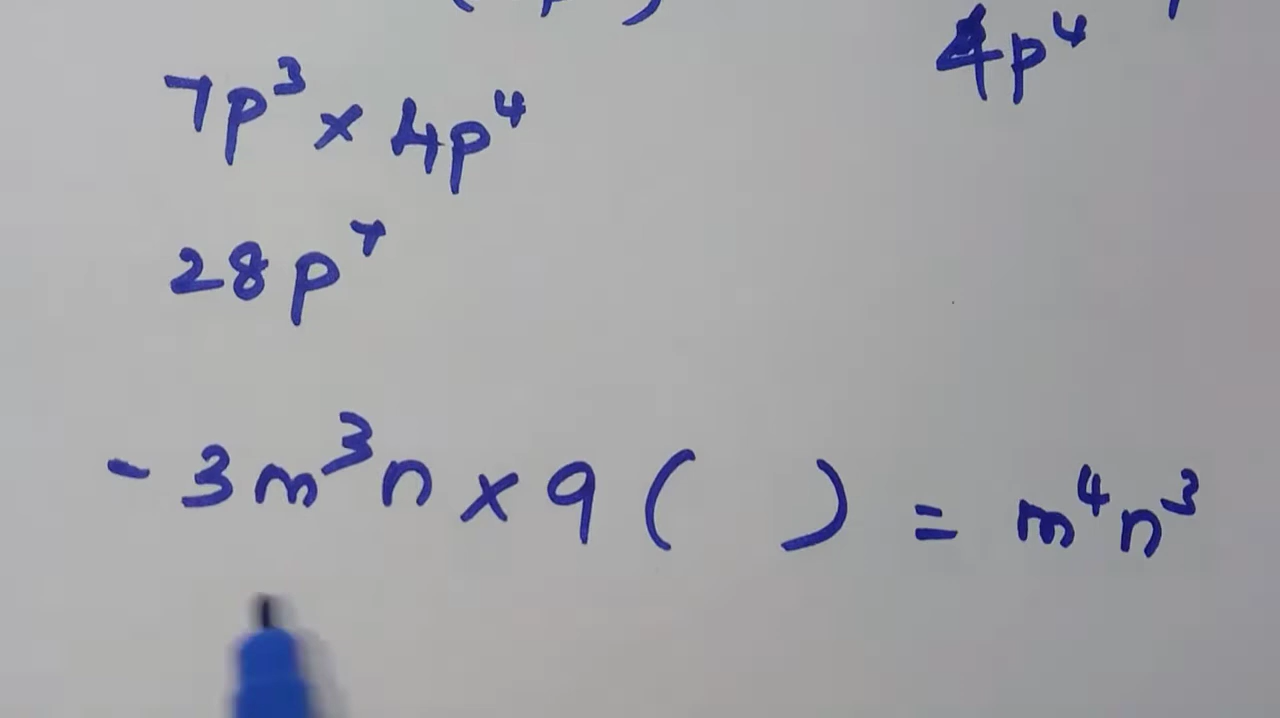 4p⁴
7p³ × 4p⁴
28p⁷
- 3m³n × 9 (   ) = m⁴n³